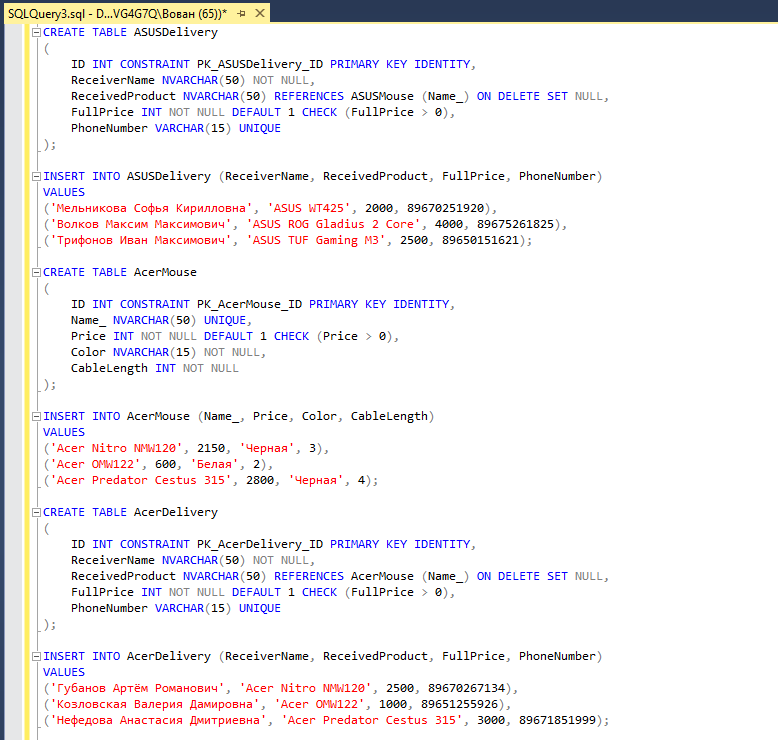 SQLQuery3.sql - D...VG4G7Q\Вован (65))*
CREATE TABLE ASUSDelivery
(
ID INT CONSTRAINT PK_ASUSDelivery_ID PRIMARY KEY IDENTITY,
ReceiverName NVARCHAR(50) NOT NULL,
ReceivedProduct NVARCHAR(50) REFERENCES ASUSMouse (Name_) ON DELETE SET NULL,
FullPrice INT NOT NULL DEFAULT 1 CHECK (FullPrice > 0),
PhoneNumber VARCHAR(15) UNIQUE
);
INSERT INTO ASUSDelivery (ReceiverName, ReceivedProduct, FullPrice, PhoneNumber)
VALUES
('Мельникова Софья Кирилловна', 'ASUS WT425', 2000, 89670251920),
('Волков Максим Максимович', 'ASUS ROG Gladius 2 Core', 4000, 89675261825),
('Трифонов Иван Максимович', 'ASUS TUF Gaming M3', 2500, 89650151621);
CREATE TABLE AcerMouse
(
ID INT CONSTRAINT PK_AcerMouse_ID PRIMARY KEY IDENTITY,
Name_ NVARCHAR(50) UNIQUE,
Price INT NOT NULL DEFAULT 1 CHECK (Price > 0),
Color NVARCHAR(15) NOT NULL,
CableLength INT NOT NULL
);
INSERT INTO AcerMouse (Name_, Price, Color, CableLength)
VALUES
('Acer Nitro NMW120', 2150, 'Черная', 3),
('Acer OMW122', 600, 'Белая', 2),
('Acer Predator Cestus 315', 2800, 'Черная', 4);
CREATE TABLE AcerDelivery
(
ID INT CONSTRAINT PK_AcerDelivery_ID PRIMARY KEY IDENTITY,
ReceiverName NVARCHAR(50) NOT NULL,
ReceivedProduct NVARCHAR(50) REFERENCES AcerMouse (Name_) ON DELETE SET NULL,
FullPrice INT NOT NULL DEFAULT 1 CHECK (FullPrice > 0),
PhoneNumber VARCHAR(15) UNIQUE
);
INSERT INTO AcerDelivery (ReceiverName, ReceivedProduct, FullPrice, PhoneNumber)
VALUES
('Губанов Артём Романович', 'Acer Nitro NMW120', 2500, 89670267134),
('Козловская Валерия Дамировна', 'Acer OMW122', 1000, 89651255926),
('Нефедова Анастасия Дмитриевна', 'Acer Predator Cestus 315', 3000, 89671851999);